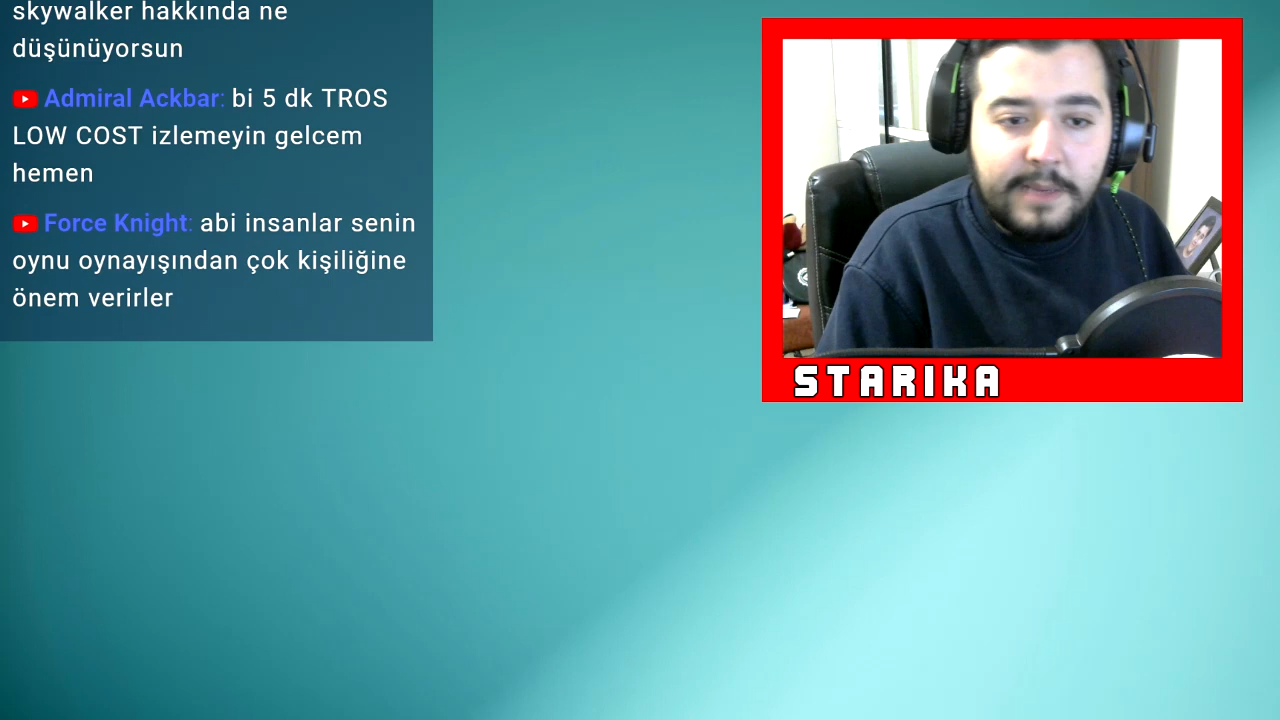 skywalker hakkında ne
düşünüyorsun
Admiral Ackbar: bi 5 dk TROS
LOW COST izlemeyin gelcem
hemen
Force Knight: abi insanlar senin
oynu oynayışından çok kişiliğine
önem verirler
STARIKA